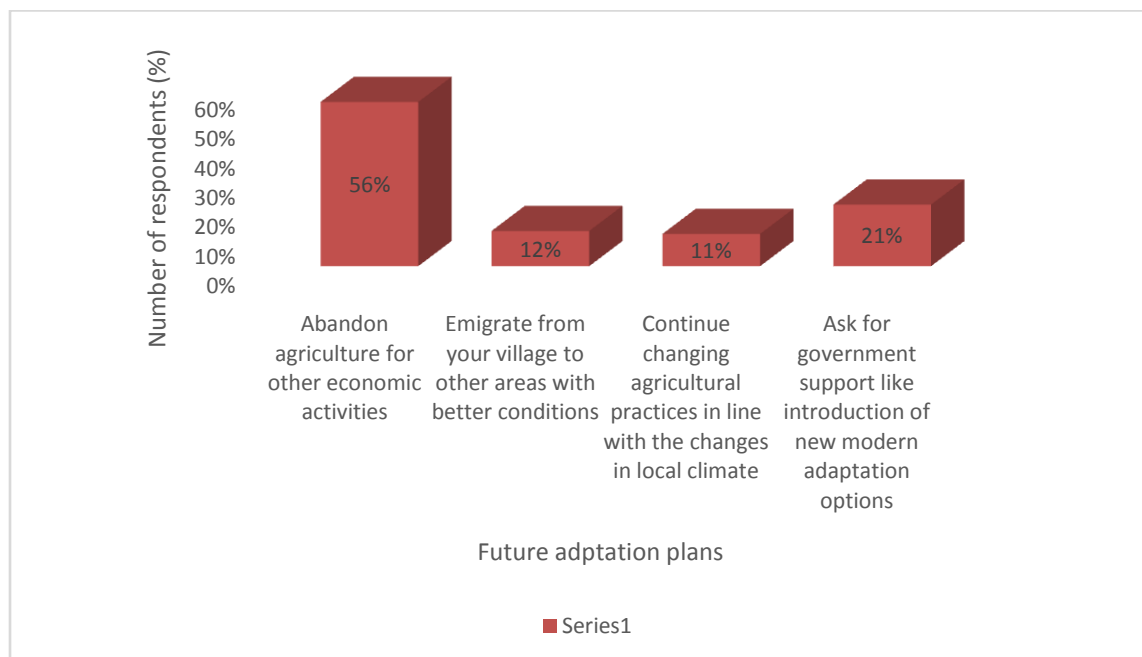 Number of respondents (%)
60%
50%
40%
30%
20%
10%
0%
56%
12%
11%
21%
Abandon
agriculture for
other economic
activities
Emigrate from
your village to
other areas with
better conditions
Continue
changing
agricultural
practices in line
with the changes
in local climate
Ask for
government
support like
introduction of
new modern
adaptation
options
Future adptation plans
Series1